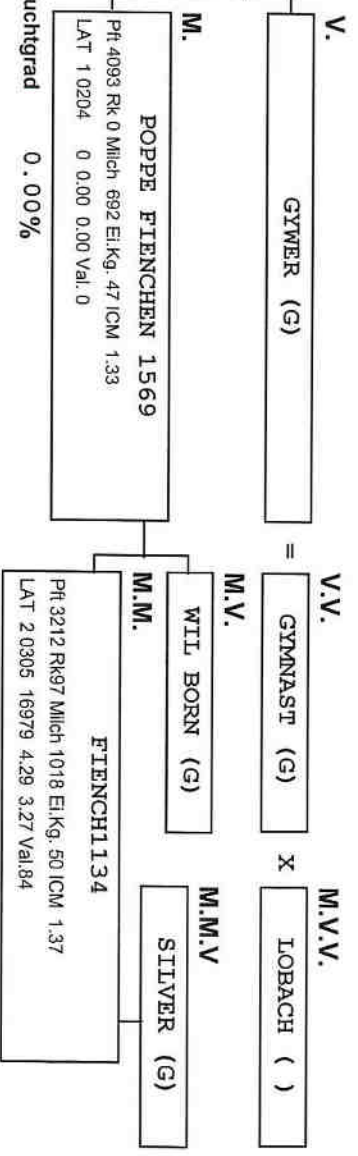 V.
GYWER (G)
=
V.V.
GYMNAST (G)
X
M.V.V.
LOBACH ( )
M.
POPPE FIENCHEN 1569
Pft 4093 Rk 0 Milch 692 Ei.Kg. 47 ICM 1.33
LAT 1 0204 0 0.00 0.00 Val. 0
M.V.
WIL BORN (G)
M.M.
FIENCH1134
Pft 3212 Rk97 Milch 1018 Ei.Kg. 50 ICM 1.37
LAT 2 0305 16979 4.29 3.27 Val.84
M.M.V
SILVER (G)
uchtgrad 0.00%